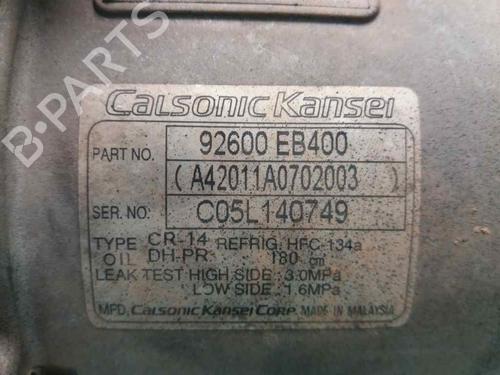 B-PARTS
Calsonic Kansei
PART NO. 92600 EB400
(A42011A0702003)
SER. NO. C05L140749
TYPE CR-14 REFRIG. HFC-134a
OIL DH-PR 180 cm³
LEAK TEST HIGH SIDE : 3.0MPa
LOW SIDE : 1.6MPa
MFD. Calsonic Kansei Corp. MADE IN MALAYSIA